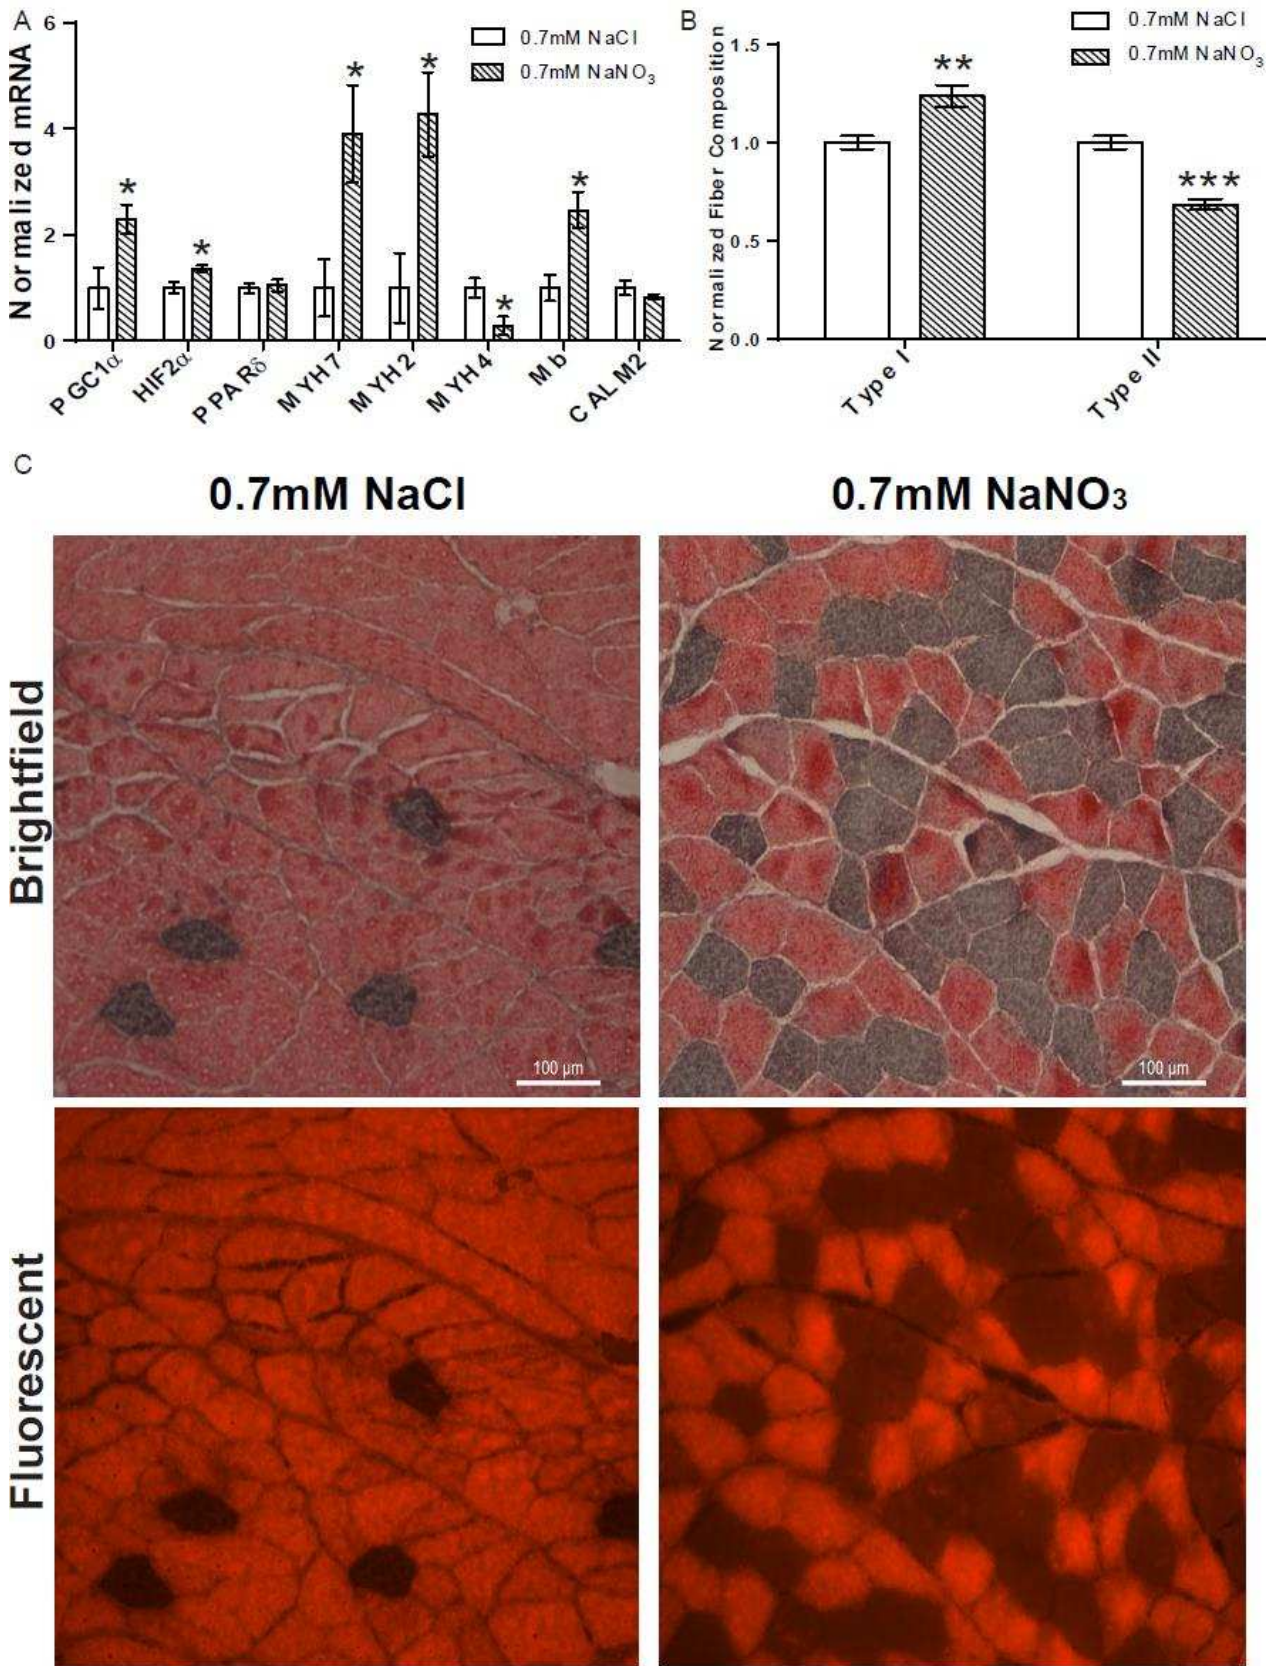 A
6
4
2
0
Normalized mRNA
0.7mM NaCl
0.7mM NaNO3
*
*
*
*
*
*
PGC1α
HIF2α
PPARδ
MYH7
MYH2
MYH4
Mb
CALM2
B
1.5
1.0
0.5
0.0
Normalized Fiber Composition
0.7mM NaCl
0.7mM NaNO3
**
***
Type I
Type II
C
0.7mM NaCl
0.7mM NaNO3
Brightfield
100 µm
100 µm
Fluorescent